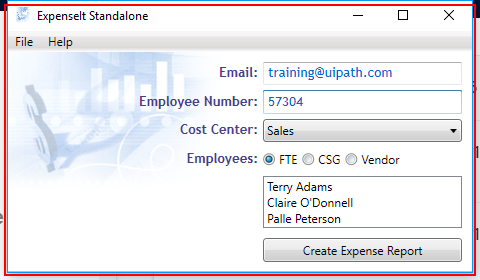 ExpenseIt Standalone
File Help
Email: training@uipath.com
Employee Number: 57304
Cost Center: Sales
Employees: FTE CSG Vendor
Terry Adams
Claire O'Donnell
Palle Peterson
Create Expense Report